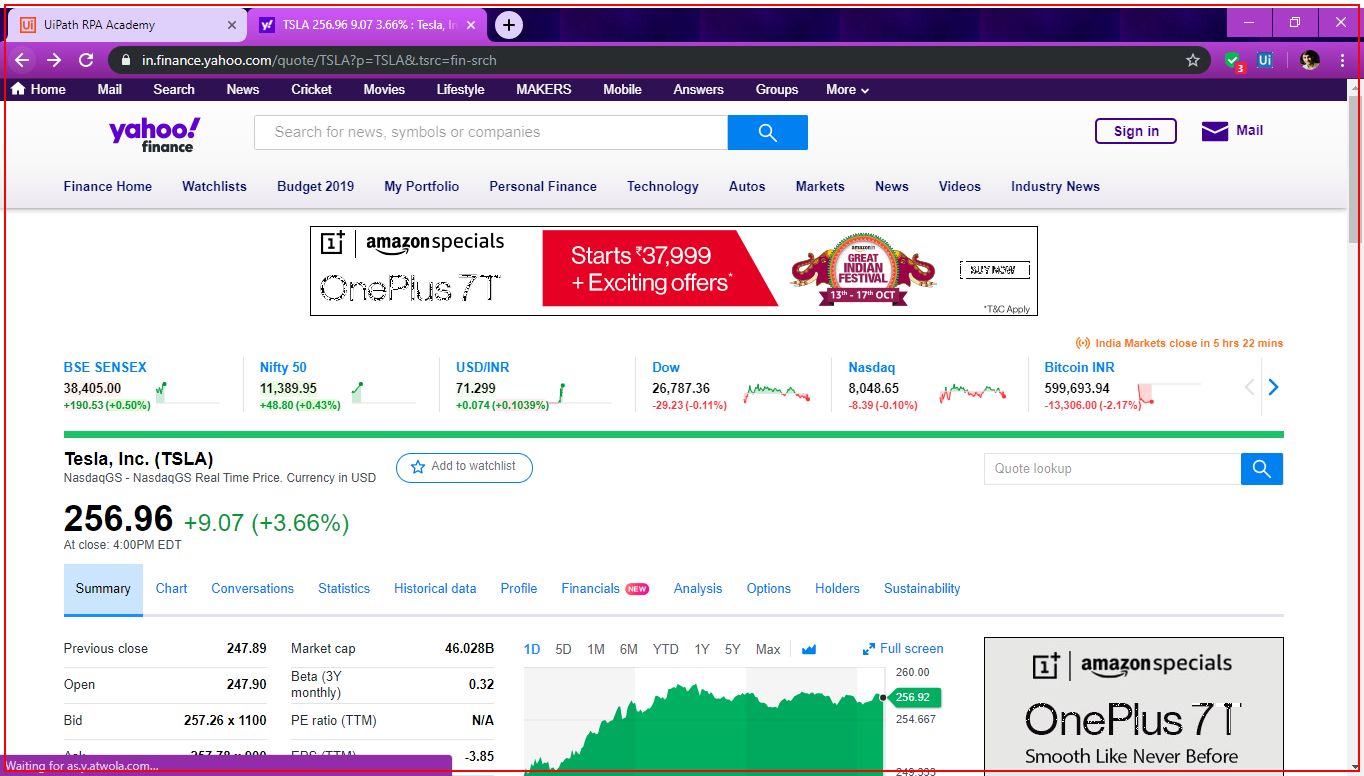 UiPath RPA Academy
TSLA 256.96 9.07 3.66% : Tesla, In
in.finance.yahoo.com/quote/TSLA?p=TSLA&.tsrc=fin-srch
3
Ui
Home Mail Search News Cricket Movies Lifestyle MAKERS Mobile Answers Groups More
yahoo!
finance
Search for news, symbols or companies
Sign in
Mail
Finance Home Watchlists Budget 2019 My Portfolio Personal Finance Technology Autos Markets News Videos Industry News
1+ amazonspecials
OnePlus 7T
Starts ₹37,999
+ Exciting offers*
amazon.in
GREAT
INDIAN
FESTIVAL
13th - 17th OCT
BUY NOW
*T&C Apply
India Markets close in 5 hrs 22 mins
BSE SENSEX
38,405.00
+190.53 (+0.50%)
Nifty 50
11,389.95
+48.80 (+0.43%)
USD/INR
71.299
+0.074 (+0.1039%)
Dow
26,787.36
-29.23 (-0.11%)
Nasdaq
8,048.65
-8.39 (-0.10%)
Bitcoin INR
599,693.94
-13,306.00 (-2.17%)
Tesla, Inc. (TSLA)
NasdaqGS - NasdaqGS Real Time Price. Currency in USD
Add to watchlist
Quote lookup
256.96 +9.07 (+3.66%)
At close: 4:00PM EDT
Summary Chart Conversations Statistics Historical data Profile Financials NEW Analysis Options Holders Sustainability
Previous close 247.89
Open 247.90
Bid 257.26 x 1100
Ask 257.78 x 900
Market cap 46.028B
Beta (3Y
monthly) 0.32
PE ratio (TTM) N/A
EPS (TTM) -3.85
1D 5D 1M 6M YTD 1Y 5Y Max
Full screen
260.00
256.92
254.667
249.333
1+ amazonspecials
OnePlus 7T
Smooth Like Never Before
Waiting for as.y.atwola.com...